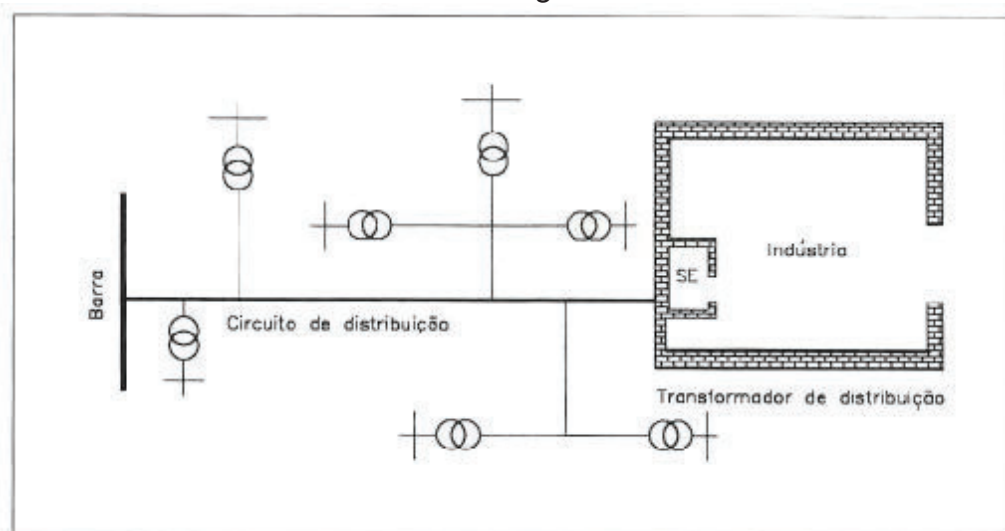 Indústria
SE
Barra
Circuito de distribuição
Transformador de distribuição